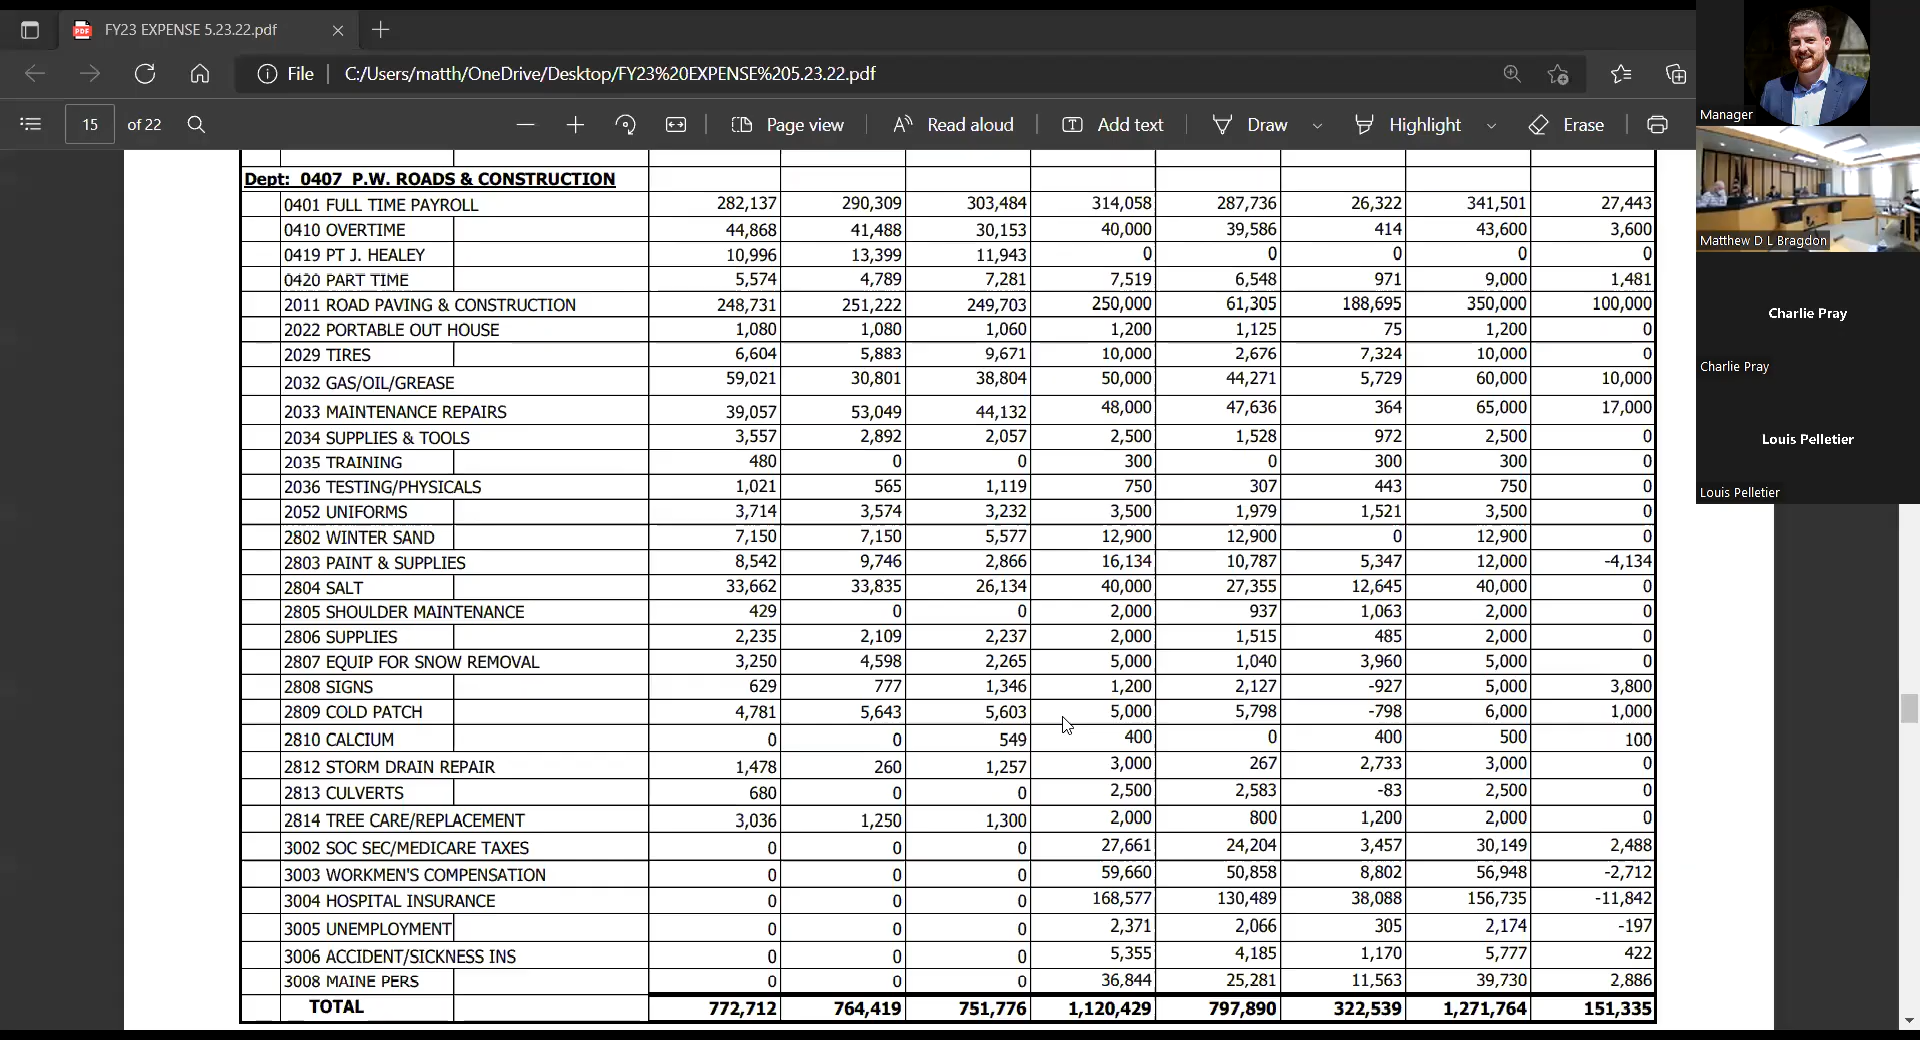 FY23 EXPENSE 5.23.22.pdf
File C:/Users/matth/OneDrive/Desktop/FY23%20EXPENSE%205.23.22.pdf
15 of 22 Page view Read aloud Add text Draw Highlight Erase
Dept: 0407 P.W. ROADS & CONSTRUCTION
0401 FULL TIME PAYROLL 282,137 290,309 303,484 314,058 287,736 26,322 341,501 27,443
0410 OVERTIME 44,868 41,488 30,153 40,000 39,586 414 43,600 3,600
0419 PT J. HEALEY 10,996 13,399 11,943 0 0 0 0 0
0420 PART TIME 5,574 4,789 7,281 7,519 6,548 971 9,000 1,481
2011 ROAD PAVING & CONSTRUCTION 248,731 251,222 249,703 250,000 61,305 188,695 350,000 100,000
2022 PORTABLE OUT HOUSE 1,080 1,080 1,060 1,200 1,125 75 1,200 0
2029 TIRES 6,604 5,883 9,671 10,000 2,676 7,324 10,000 0
2032 GAS/OIL/GREASE 59,021 30,801 38,804 50,000 44,271 5,729 60,000 10,000
2033 MAINTENANCE REPAIRS 39,057 53,049 44,132 48,000 47,636 364 65,000 17,000
2034 SUPPLIES & TOOLS 3,557 2,892 2,057 2,500 1,528 972 2,500 0
2035 TRAINING 480 0 0 300 0 300 300 0
2036 TESTING/PHYSICALS 1,021 565 1,119 750 307 443 750 0
2052 UNIFORMS 3,714 3,574 3,232 3,500 1,979 1,521 3,500 0
2802 WINTER SAND 7,150 7,150 5,577 12,900 12,900 0 12,900 0
2803 PAINT & SUPPLIES 8,542 9,746 2,866 16,134 10,787 5,347 12,000 -4,134
2804 SALT 33,662 33,835 26,134 40,000 27,355 12,645 40,000 0
2805 SHOULDER MAINTENANCE 429 0 0 2,000 937 1,063 2,000 0
2806 SUPPLIES 2,235 2,109 2,237 2,000 1,515 485 2,000 0
2807 EQUIP FOR SNOW REMOVAL 3,250 4,598 2,265 5,000 1,040 3,960 5,000 0
2808 SIGNS 629 777 1,346 1,200 2,127 -927 5,000 3,800
2809 COLD PATCH 4,781 5,643 5,603 5,000 5,798 -798 6,000 1,000
2810 CALCIUM 0 0 549 400 0 400 500 100
2812 STORM DRAIN REPAIR 1,478 260 1,257 3,000 267 2,733 3,000 0
2813 CULVERTS 680 0 0 2,500 2,583 -83 2,500 0
2814 TREE CARE/REPLACEMENT 3,036 1,250 1,300 2,000 800 1,200 2,000 0
3002 SOC SEC/MEDICARE TAXES 0 0 0 27,661 24,204 3,457 30,149 2,488
3003 WORKMEN'S COMPENSATION 0 0 0 59,660 50,858 8,802 56,948 -2,712
3004 HOSPITAL INSURANCE 0 0 0 168,577 130,489 38,088 156,735 -11,842
3005 UNEMPLOYMENT 0 0 0 2,371 2,066 305 2,174 -197
3006 ACCIDENT/SICKNESS INS 0 0 0 5,355 4,185 1,170 5,777 422
3008 MAINE PERS 0 0 0 36,844 25,281 11,563 39,730 2,886
TOTAL 772,712 764,419 751,776 1,120,429 797,890 322,539 1,271,764 151,335
Manager
Matthew D L Bragdon
Charlie Pray
Charlie Pray
Louis Pelletier
Louis Pelletier